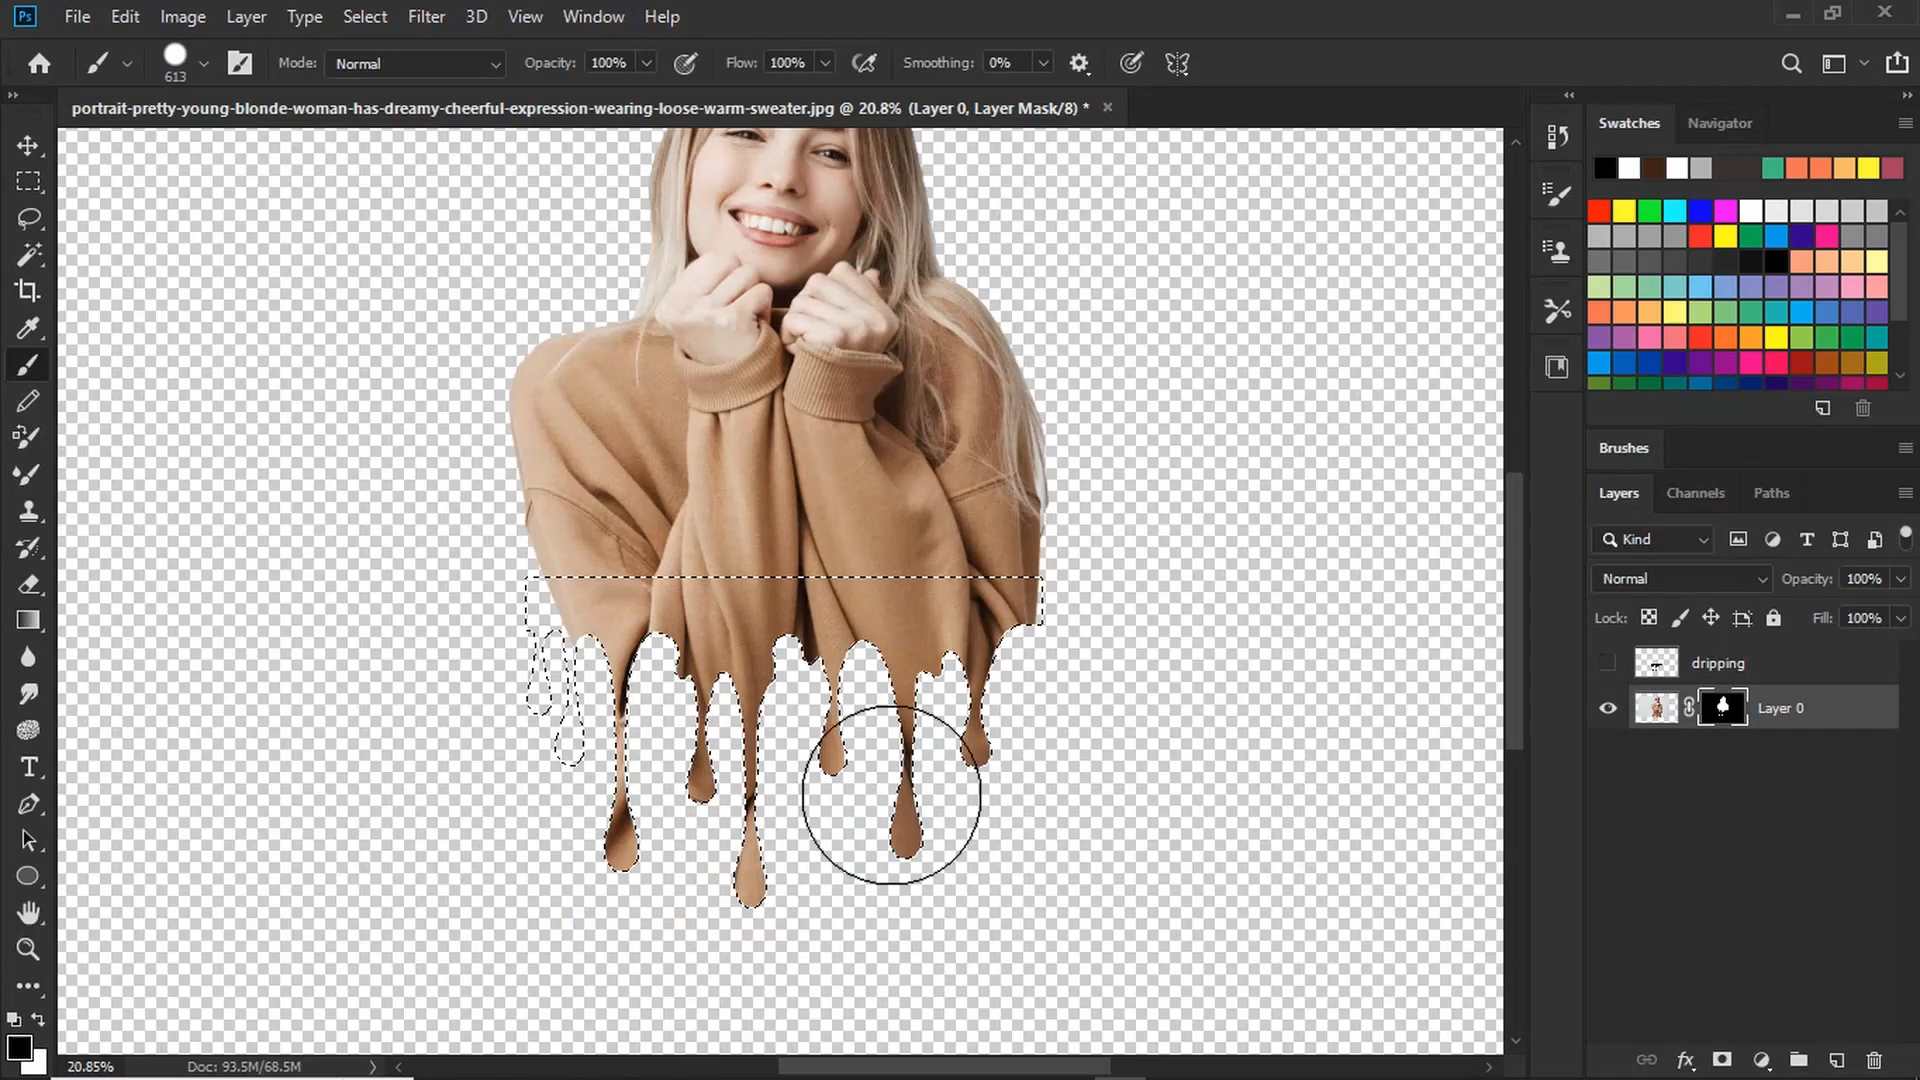 Ps File Edit Image Layer Type Select Filter 3D View Window Help
613 Mode: Normal Opacity: 100% Flow: 100% Smoothing: 0%
portrait-pretty-young-blonde-woman-has-dreamy-cheerful-expression-wearing-loose-warm-sweater.jpg @ 20.8% (Layer 0, Layer Mask/8) *
Swatches Navigator
Brushes
Layers Channels Paths
Kind
Normal Opacity: 100%
Lock: Fill: 100%
dripping
Layer 0
20.85% Doc: 93.5M/68.5M